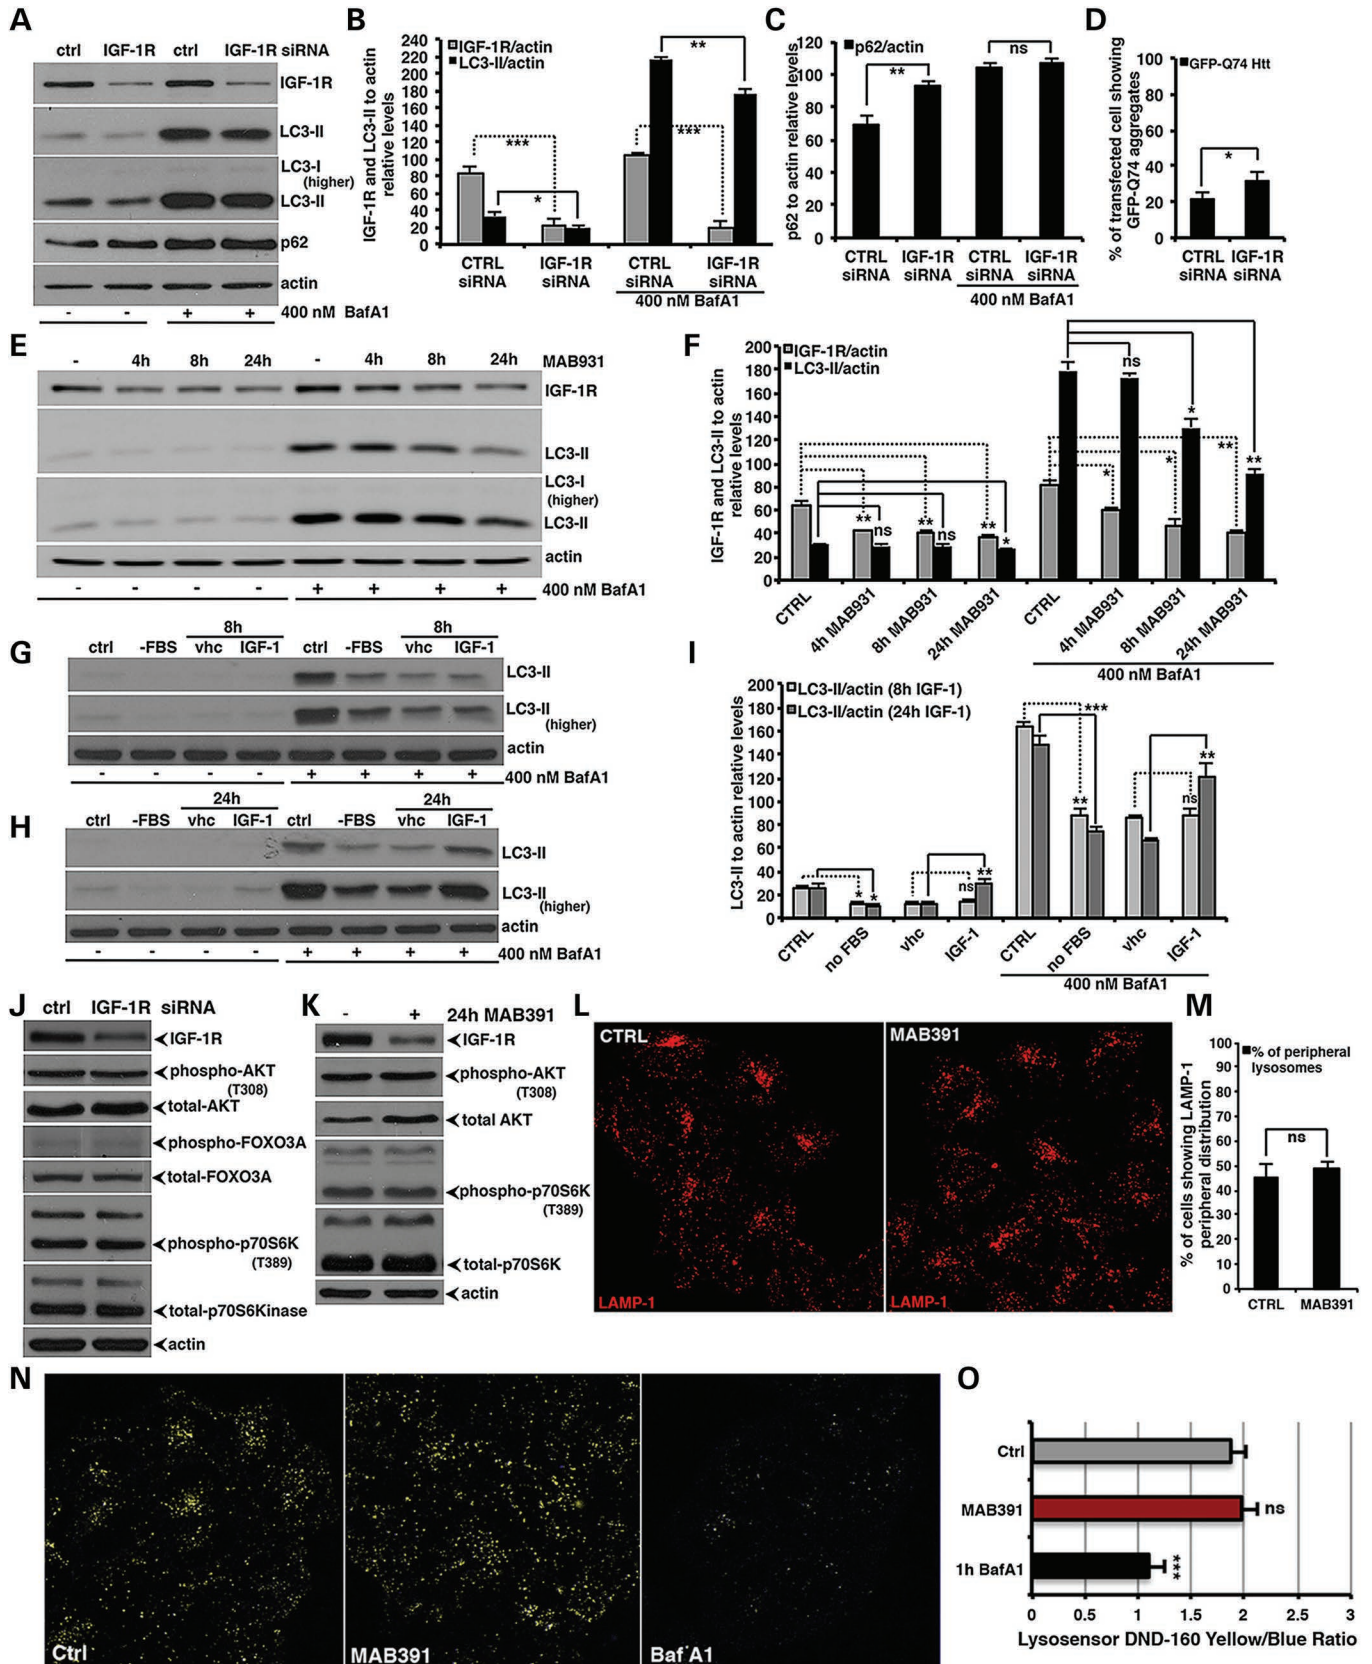 A
ctrl IGF-1R ctrl IGF-1R siRNA
IGF-1R
LC3-II
LC3-I
(higher)
LC3-II
p62
actin
- - + + 400 nM BafA1
B
IGF-1R and LC3-II to actin
relative levels
240
220
200
180
160
140
120
100
80
60
40
20
0
IGF-1R/actin
LC3-II/actin
***
*
***
**
CTRL siRNA
IGF-1R siRNA
CTRL siRNA
IGF-1R siRNA
400 nM BafA1
C
p62 to actin relative levels
120
100
80
60
40
20
0
p62/actin
**
ns
CTRL siRNA
IGF-1R siRNA
CTRL siRNA
IGF-1R siRNA
400 nM BafA1
D
% of transfected cell showing
GFP-Q74 aggregates
100
80
60
40
20
0
GFP-Q74 Htt
*
CTRL siRNA
IGF-1R siRNA
E
- 4h 8h 24h - 4h 8h 24h MAB931
IGF-1R
LC3-II
LC3-I
(higher)
LC3-II
actin
- - - - + + + + 400 nM BafA1
F
IGF-1R and LC3-II to actin
relative levels
200
180
160
140
120
100
80
60
40
20
0
IGF-1R/actin
LC3-II/actin
** ns ** ns ** *
* ns * * ** **
CTRL
4h MAB931
8h MAB931
24h MAB931
CTRL
4h MAB931
8h MAB931
24h MAB931
400 nM BafA1
G
8h 8h
ctrl -FBS vhc IGF-1 ctrl -FBS vhc IGF-1
LC3-II
LC3-II
(higher)
actin
- - - - + + + + 400 nM BafA1
H
24h 24h
ctrl -FBS vhc IGF-1 ctrl -FBS vhc IGF-1
LC3-II
LC3-II
(higher)
actin
- - - - + + + + 400 nM BafA1
I
LC3-II to actin relative levels
200
180
160
140
120
100
80
60
40
20
0
LC3-II/actin (8h IGF-1)
LC3-II/actin (24h IGF-1)
* * ns **
** *** ns **
CTRL
no FBS
vhc
IGF-1
CTRL
no FBS
vhc
IGF-1
400 nM BafA1
J
ctrl IGF-1R siRNA
IGF-1R
phospho-AKT
(T308)
total-AKT
phospho-FOXO3A
total-FOXO3A
phospho-p70S6K
(T389)
total-p70S6Kinase
actin
K
- + 24h MAB391
IGF-1R
phospho-AKT
(T308)
total AKT
phospho-p70S6K
(T389)
total-p70S6K
actin
L
CTRL
LAMP-1
MAB391
LAMP-1
M
% of cells showing LAMP-1
peripheral distribution
100
90
80
70
60
50
40
30
20
10
0
% of peripheral
lysosomes
ns
CTRL MAB391
N
Ctrl
MAB391
Baf A1
O
Ctrl
MAB391
1h BafA1
ns
***
0 0.5 1 1.5 2 2.5 3
Lysosensor DND-160 Yellow/Blue Ratio